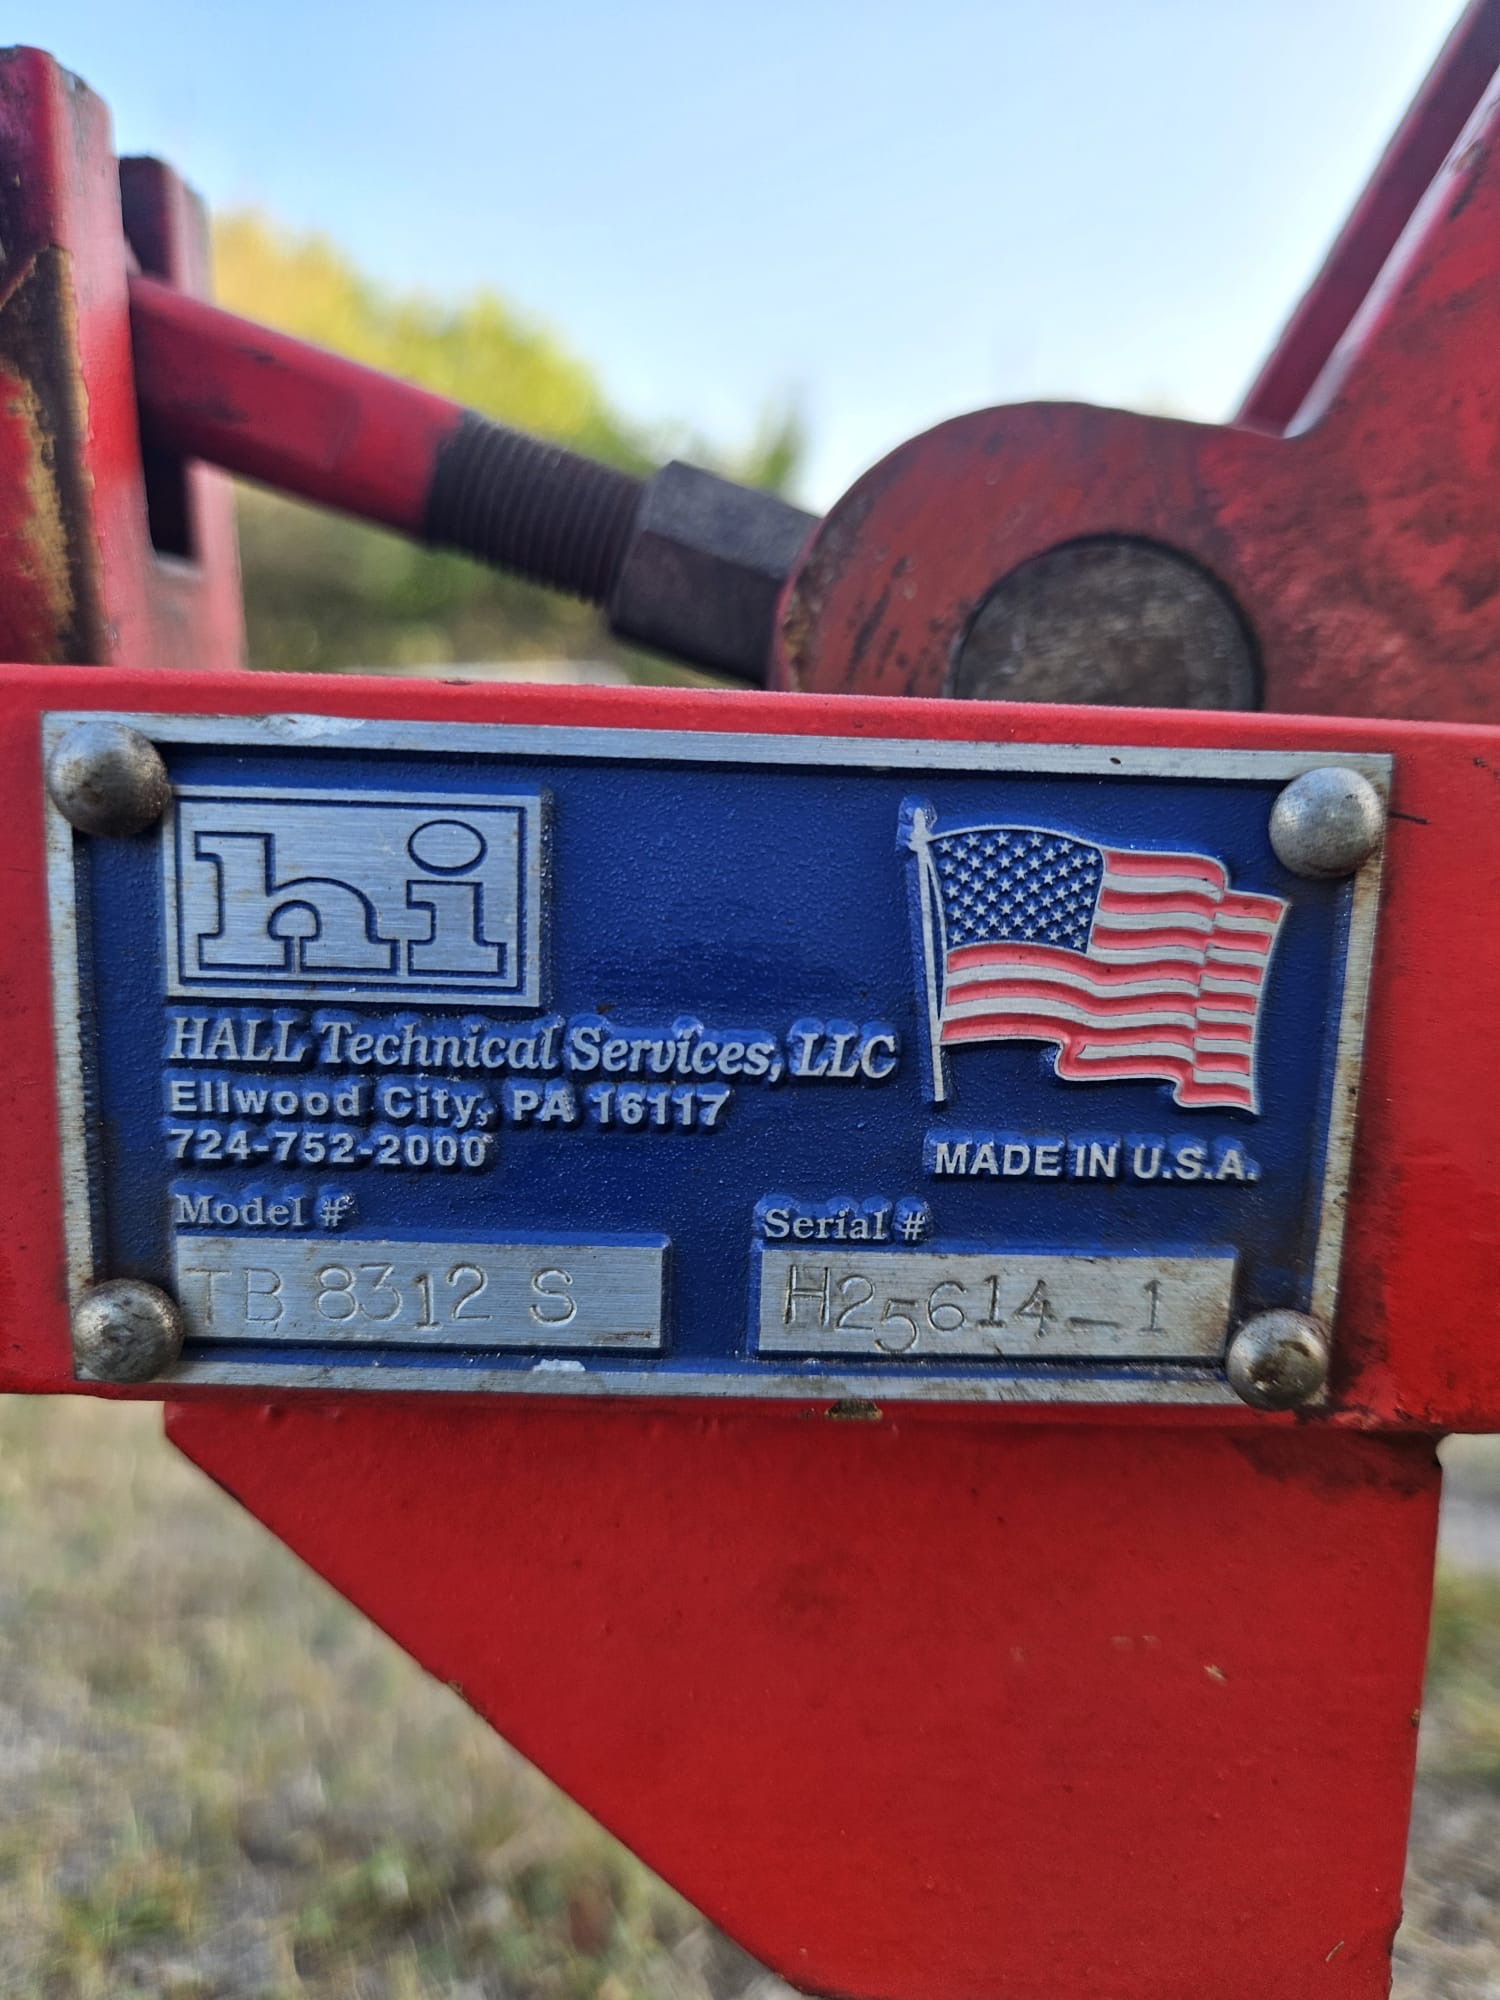 hi
HALL Technical Services, LLC
Ellwood City, PA 16117
724-752-2000
MADE IN U.S.A.
Model #
TB 8312 S
Serial #
H25614-1